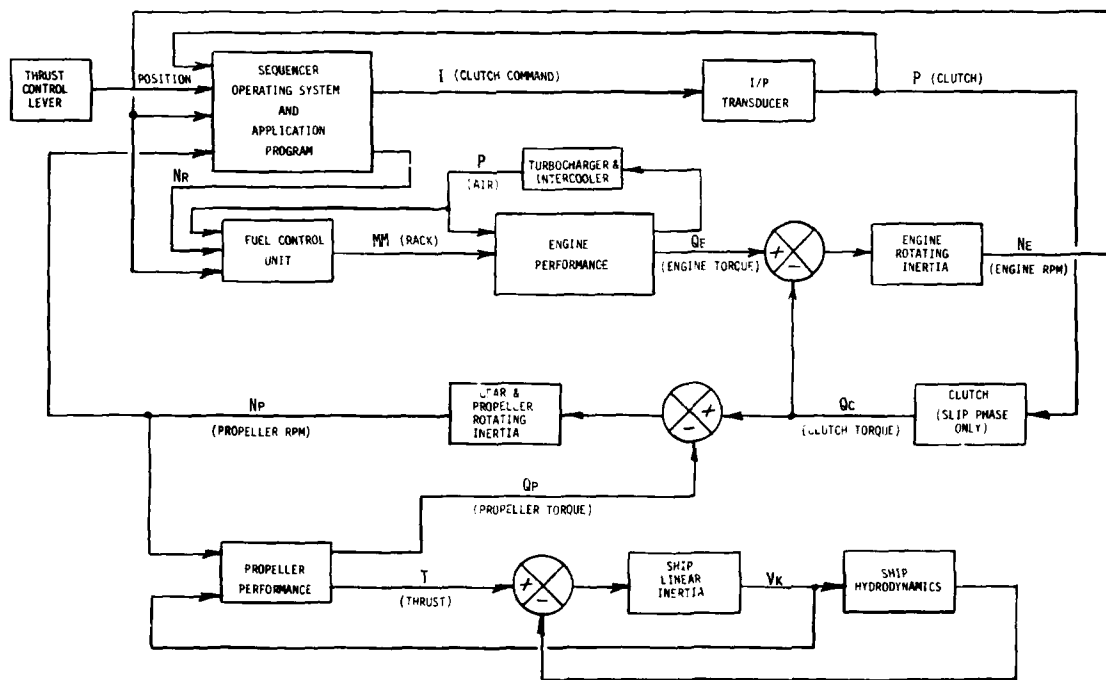 THRUST
CONTROL
LEVER
POSITION
SEQUENCER
OPERATING SYSTEM
AND
APPLICATION
PROGRAM
I (CLUTCH COMMAND)
I/P
TRANSDUCER
P (CLUTCH)
NR
P
(AIR)
TURBOCHARGER &
INTERCOOLER
FUEL CONTROL
UNIT
MM (RACK)
ENGINE
PERFORMANCE
QE
(ENGINE TORQUE)
+
-
ENGINE
ROTATING
INERTIA
NE
(ENGINE RPM)
NP
(PROPELLER RPM)
GEAR &
PROPELLER
ROTATING
INERTIA
+
-
QC
(CLUTCH TORQUE)
CLUTCH
(SLIP PHASE
ONLY)
QP
(PROPELLER TORQUE)
PROPELLER
PERFORMANCE
T
(THRUST)
+
-
SHIP
LINEAR
INERTIA
VK
SHIP
HYDRODYNAMICS